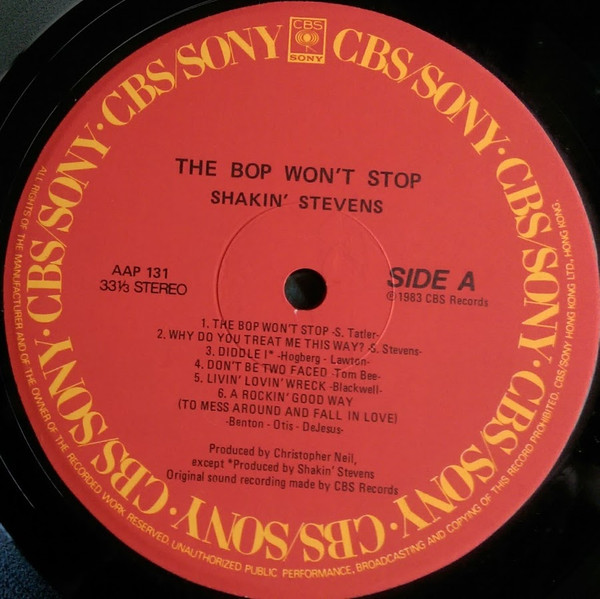 CBS
SONY
CBS/SONY · CBS/SONY · CBS/SONY · CBS/SONY · CBS/SONY · CBS/SONY · CBS/SONY · CBS/SONY · CBS/SONY
THE BOP WON'T STOP
SHAKIN' STEVENS
AAP 131
33⅓ STEREO
SIDE A
℗1983 CBS Records
1. THE BOP WON'T STOP -S. Tatler-
2. WHY DO YOU TREAT ME THIS WAY? -S. Stevens-
3. DIDDLE I* -Hogberg - Lawton-
4. DON'T BE TWO FACED -Tom Bee-
5. LIVIN' LOVIN' WRECK -Blackwell-
6. A ROCKIN' GOOD WAY
(TO MESS AROUND AND FALL IN LOVE)
-Benton - Otis - DeJesus-
Produced by Christopher Neil,
except *Produced by Shakin' Stevens
Original sound recording made by CBS Records
ALL RIGHTS OF THE MANUFACTURER AND OF THE OWNER OF THE RECORDED WORK RESERVED. UNAUTHORIZED PUBLIC PERFORMANCE, BROADCASTING AND COPYING OF THIS RECORD PROHIBITED. CBS/SONY HONG KONG LTD., HONG KONG.